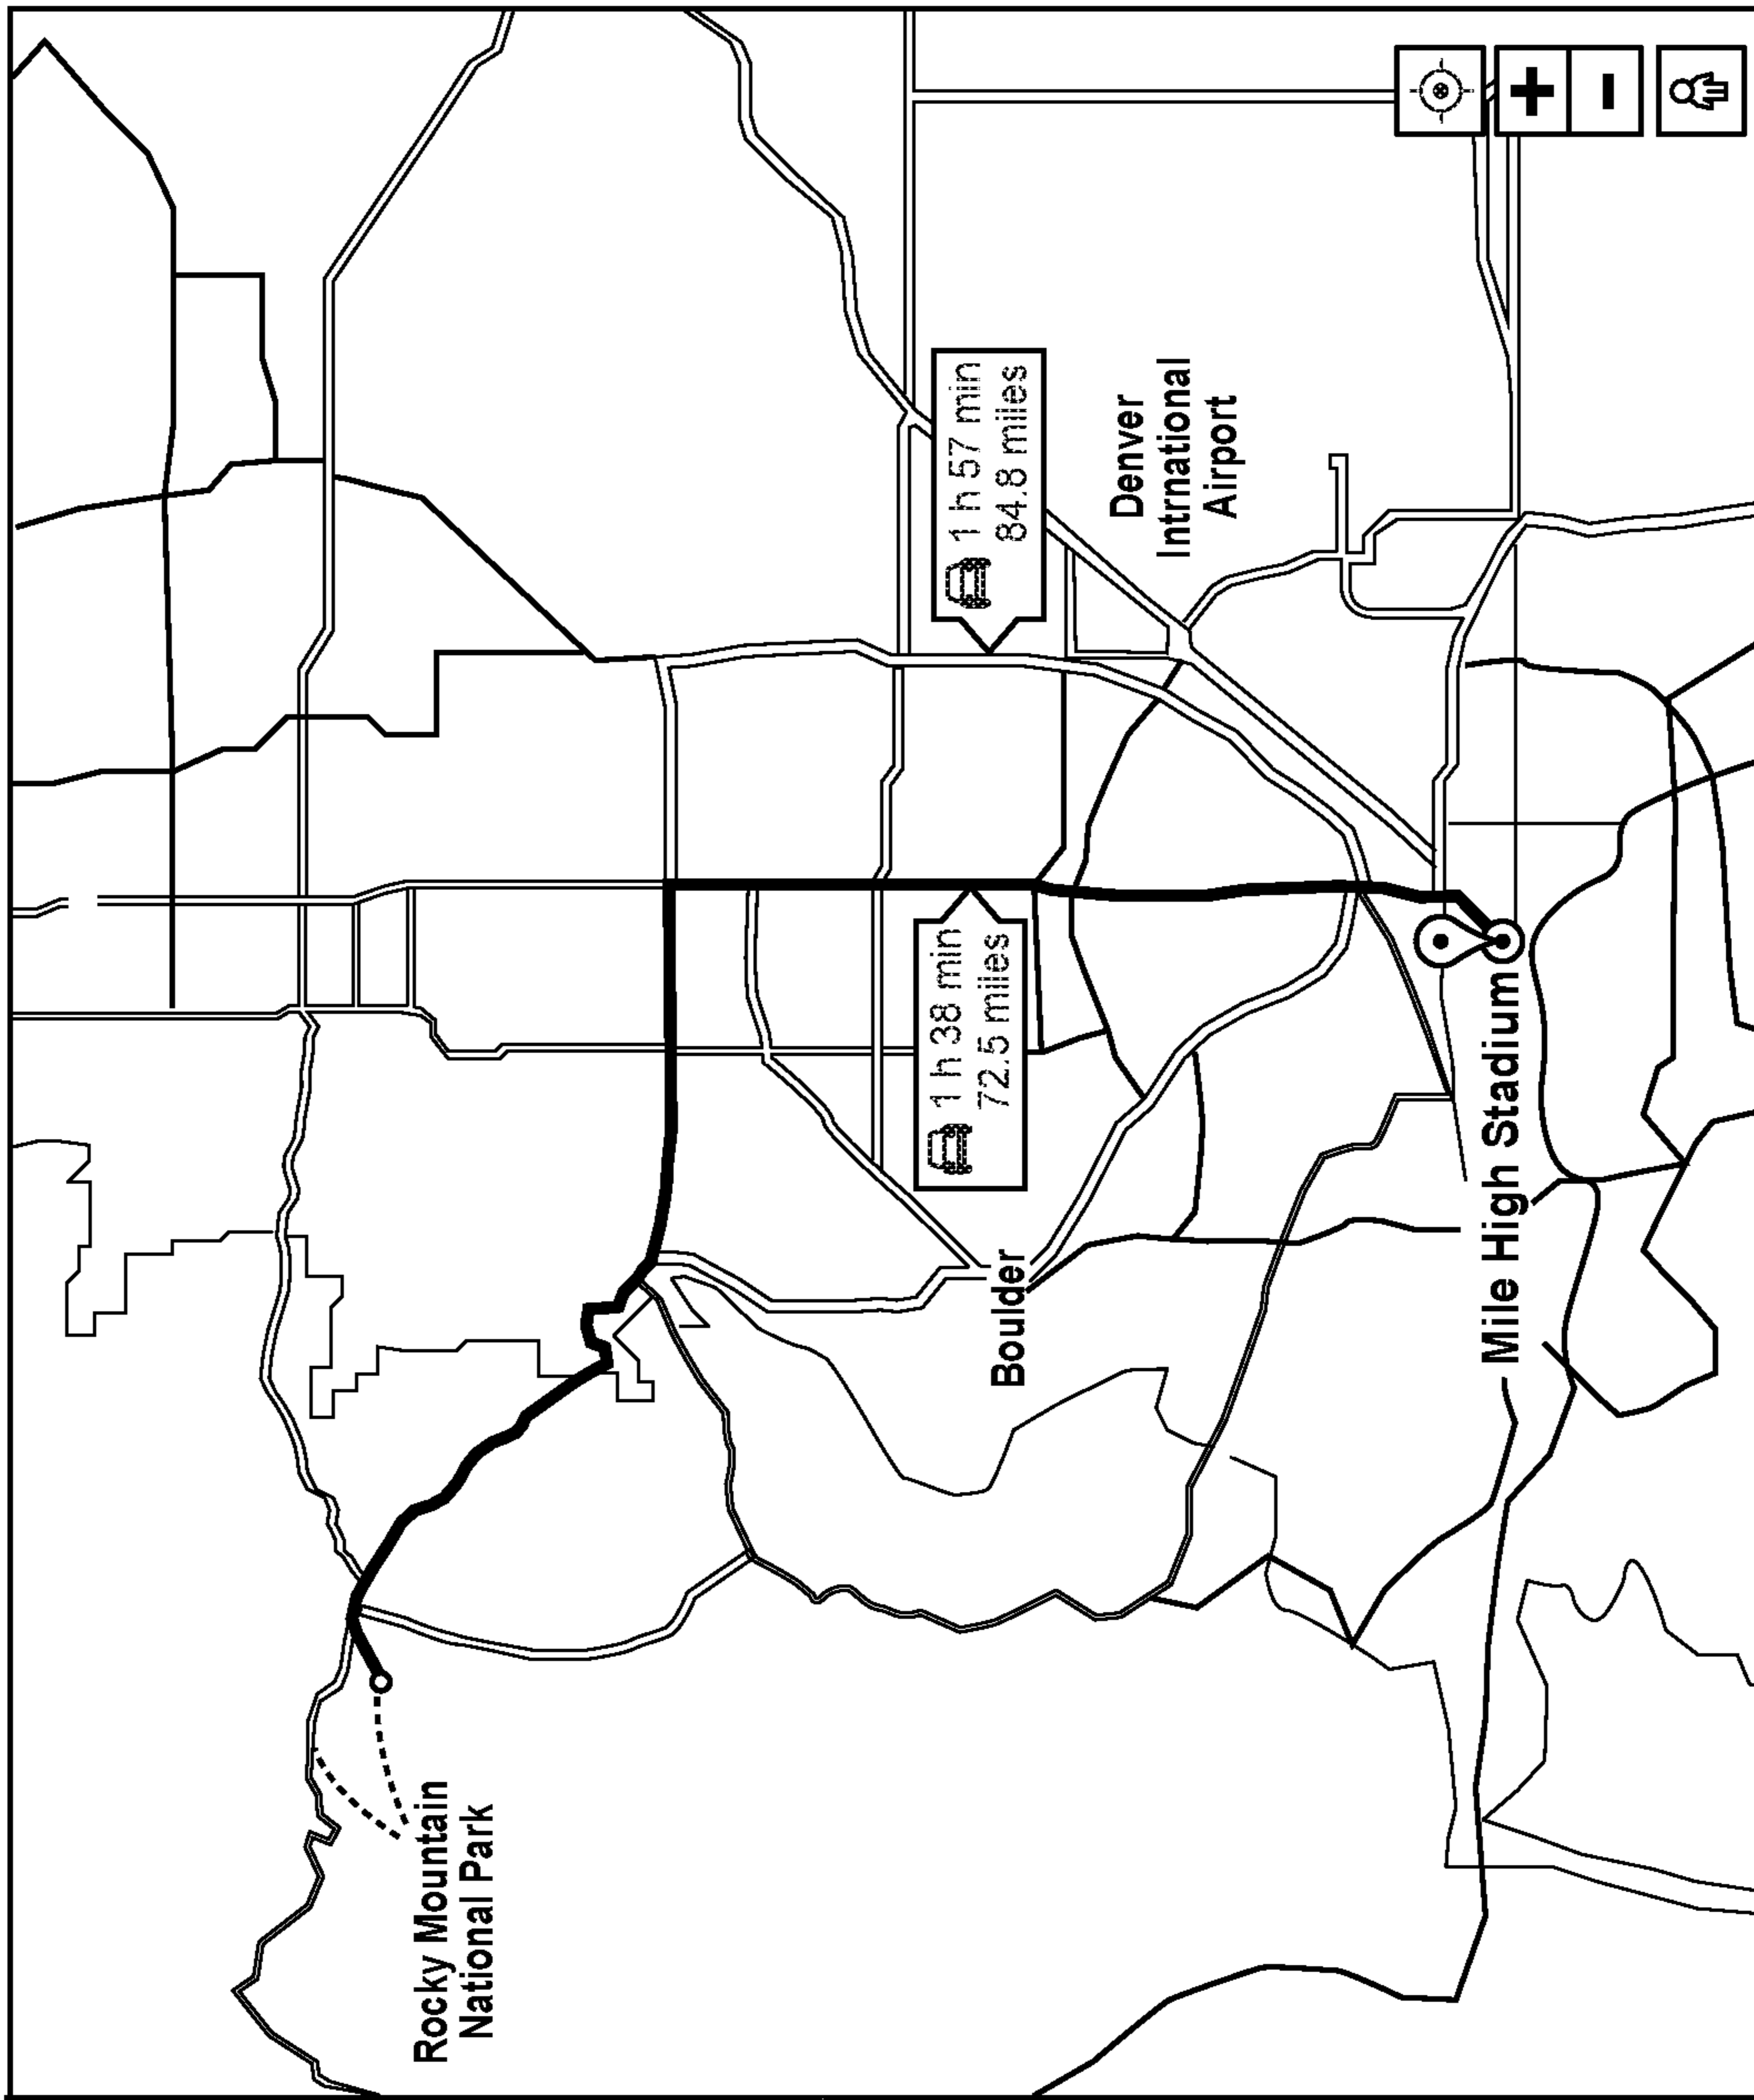 Rocky Mountain
National Park
1 h 57 min
84.8 miles
1 h 38 min
72.5 miles
Denver
Intrnational
Airport
Boulder
Mile High Stadium
+
-